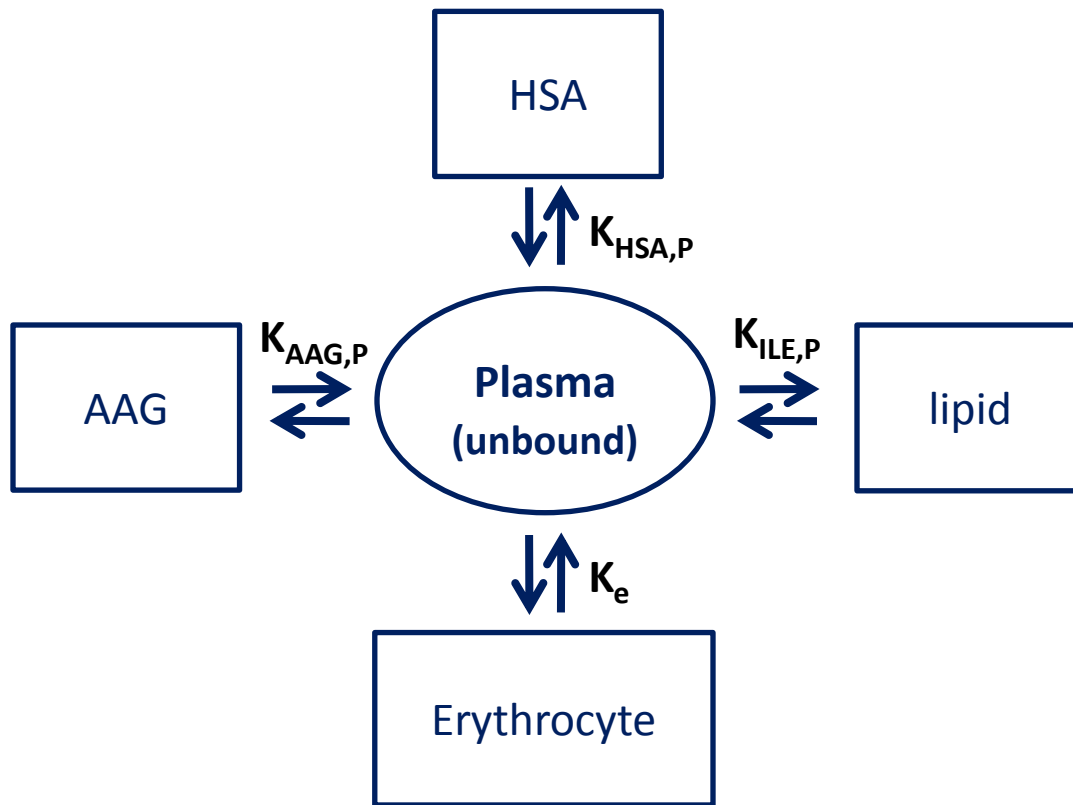 HSA
K_HSA,P
K_AAG,P
K_ILE,P
AAG
Plasma
(unbound)
lipid
K_e
Erythrocyte